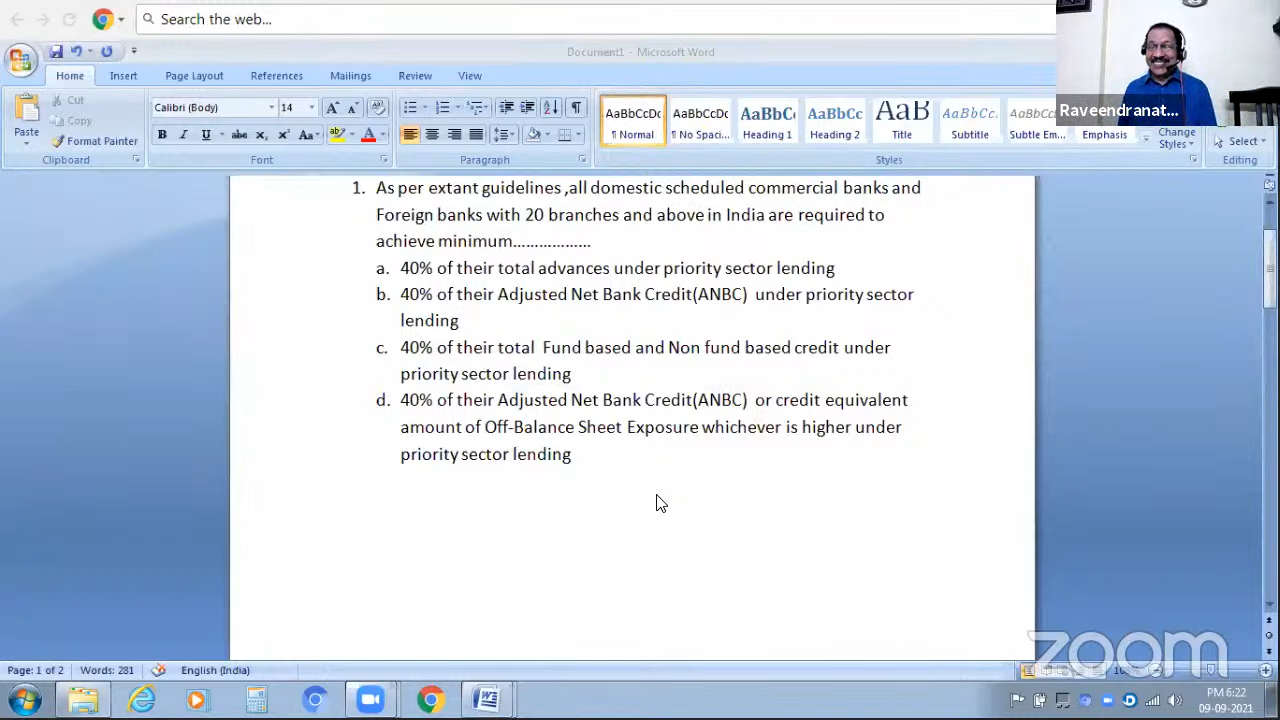 Search the web...
Document1 - Microsoft Word
Home Insert Page Layout References Mailings Review View
Cut
Copy
Format Painter
Paste
Clipboard
Calibri (Body) 14
Font
Paragraph
AaBbCcDc AaBbCcDc AaBbC AaBbCc AaB AaBbCc. AaBbCcDc
¶ Normal ¶ No Spaci... Heading 1 Heading 2 Title Subtitle Subtle Em... Emphasis
Change Styles
Styles
Select
Editing
Raveendranat...
1. As per extant guidelines ,all domestic scheduled commercial banks and
Foreign banks with 20 branches and above in India are required to
achieve minimum..................
a. 40% of their total advances under priority sector lending
b. 40% of their Adjusted Net Bank Credit(ANBC) under priority sector
lending
c. 40% of their total Fund based and Non fund based credit under
priority sector lending
d. 40% of their Adjusted Net Bank Credit(ANBC) or credit equivalent
amount of Off-Balance Sheet Exposure whichever is higher under
priority sector lending
zoom
Page: 1 of 2 Words: 281 English (India)
PM 6:22
09-09-2021